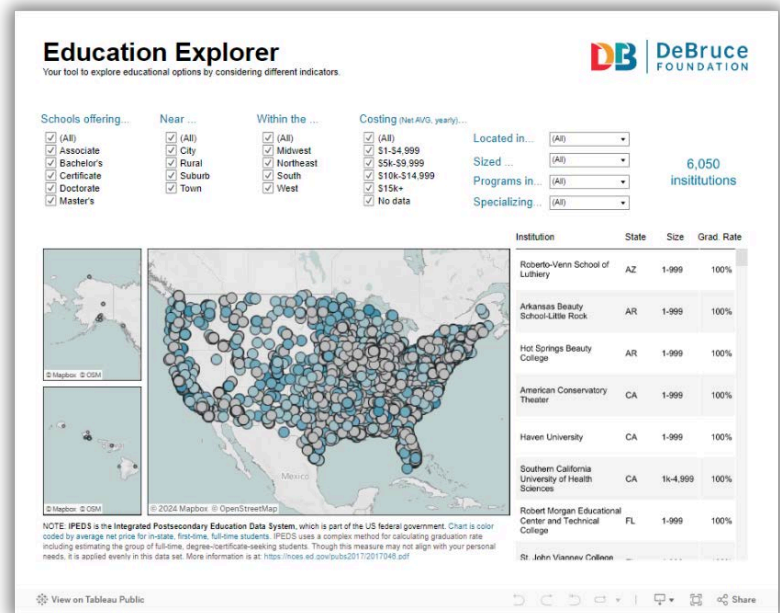 Education Explorer
Your tool to explore educational options by considering different indicators.
DB DeBruce
FOUNDATION
Schools offering...
(All)
Associate
Bachelor's
Certificate
Doctorate
Master's
Near ...
(All)
City
Rural
Suburb
Town
Within the ...
(All)
Midwest
Northeast
South
West
Costing (Net AVG, yearly)...
(All)
$1-$4,999
$5k-$9,999
$10k-$14,999
$15k+
No data
Located in... (All)
Sized ... (All)
Programs in... (All)
Specializing... (All)
6,050
insititutions
© Mapbox © OSM
© Mapbox © OSM
Mexico
© 2024 Mapbox © OpenStreetMap
Institution State Size Grad. Rate
Roberto-Venn School of
Luthiery AZ 1-999 100%
Arkansas Beauty
School-Little Rock AR 1-999 100%
Hot Springs Beauty
College AR 1-999 100%
American Conservatory
Theater CA 1-999 100%
Haven University CA 1-999 100%
Southern California
University of Health
Sciences CA 1k-4,999 100%
Robert Morgan Educational
Center and Technical
College FL 1-999 100%
St. John Vianney College
NOTE: IPEDS is the Integrated Postsecondary Education Data System, which is part of the US federal government. Chart is color
coded by average net price for in-state, first-time, full-time students. IPEDS uses a complex method for calculating graduation rate
including estimating the group of full-time, degree-/certificate-seeking students. Though this measure may not align with your personal
needs, it is applied evenly in this data set. More information is at: https://nces.ed.gov/pubs2017/2017046.pdf
View on Tableau Public
Share